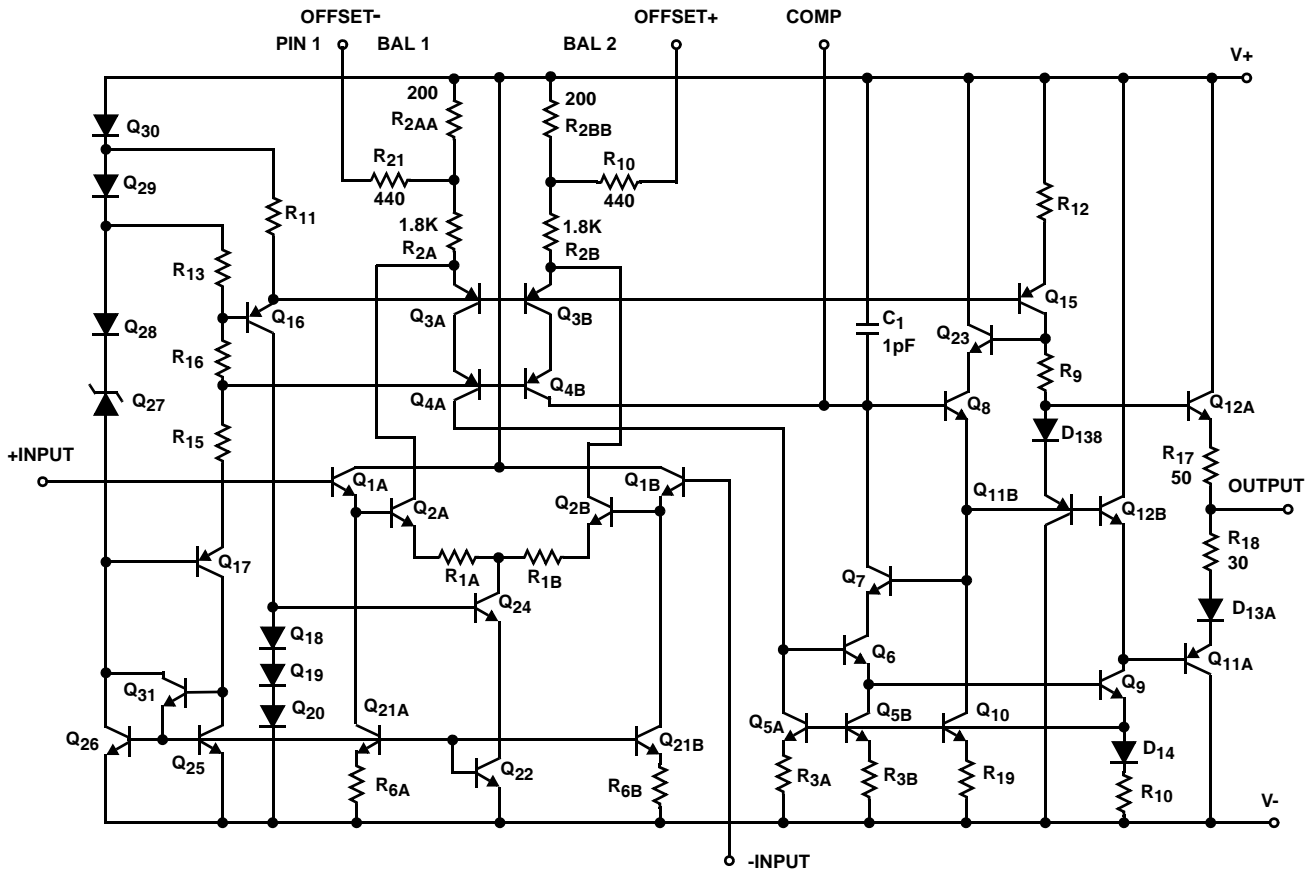 OFFSET- OFFSET+ COMP
PIN 1 BAL 1 BAL 2
V+
200 200
R2AA R2BB
Q30
R21 R10
440 440
Q29
R11
R12
1.8K 1.8K
R2A R2B
R13
Q16 Q3A Q3B Q15
C1
1pF
Q28 Q23
R16
R9
Q27 Q4A Q4B Q8 Q12A
D138
R15
+INPUT
R17
50
OUTPUT
Q1A Q1B
Q2A Q2B Q11B Q12B
R18
30
Q17 R1A R1B Q7
Q24
D13A
Q18
Q6 Q11A
Q19
Q9
Q31
Q20 Q21A Q5A Q5B Q10
Q26 Q25 Q21B
D14
Q22
R6A R6B R3A R3B R19 R10
V-
-INPUT